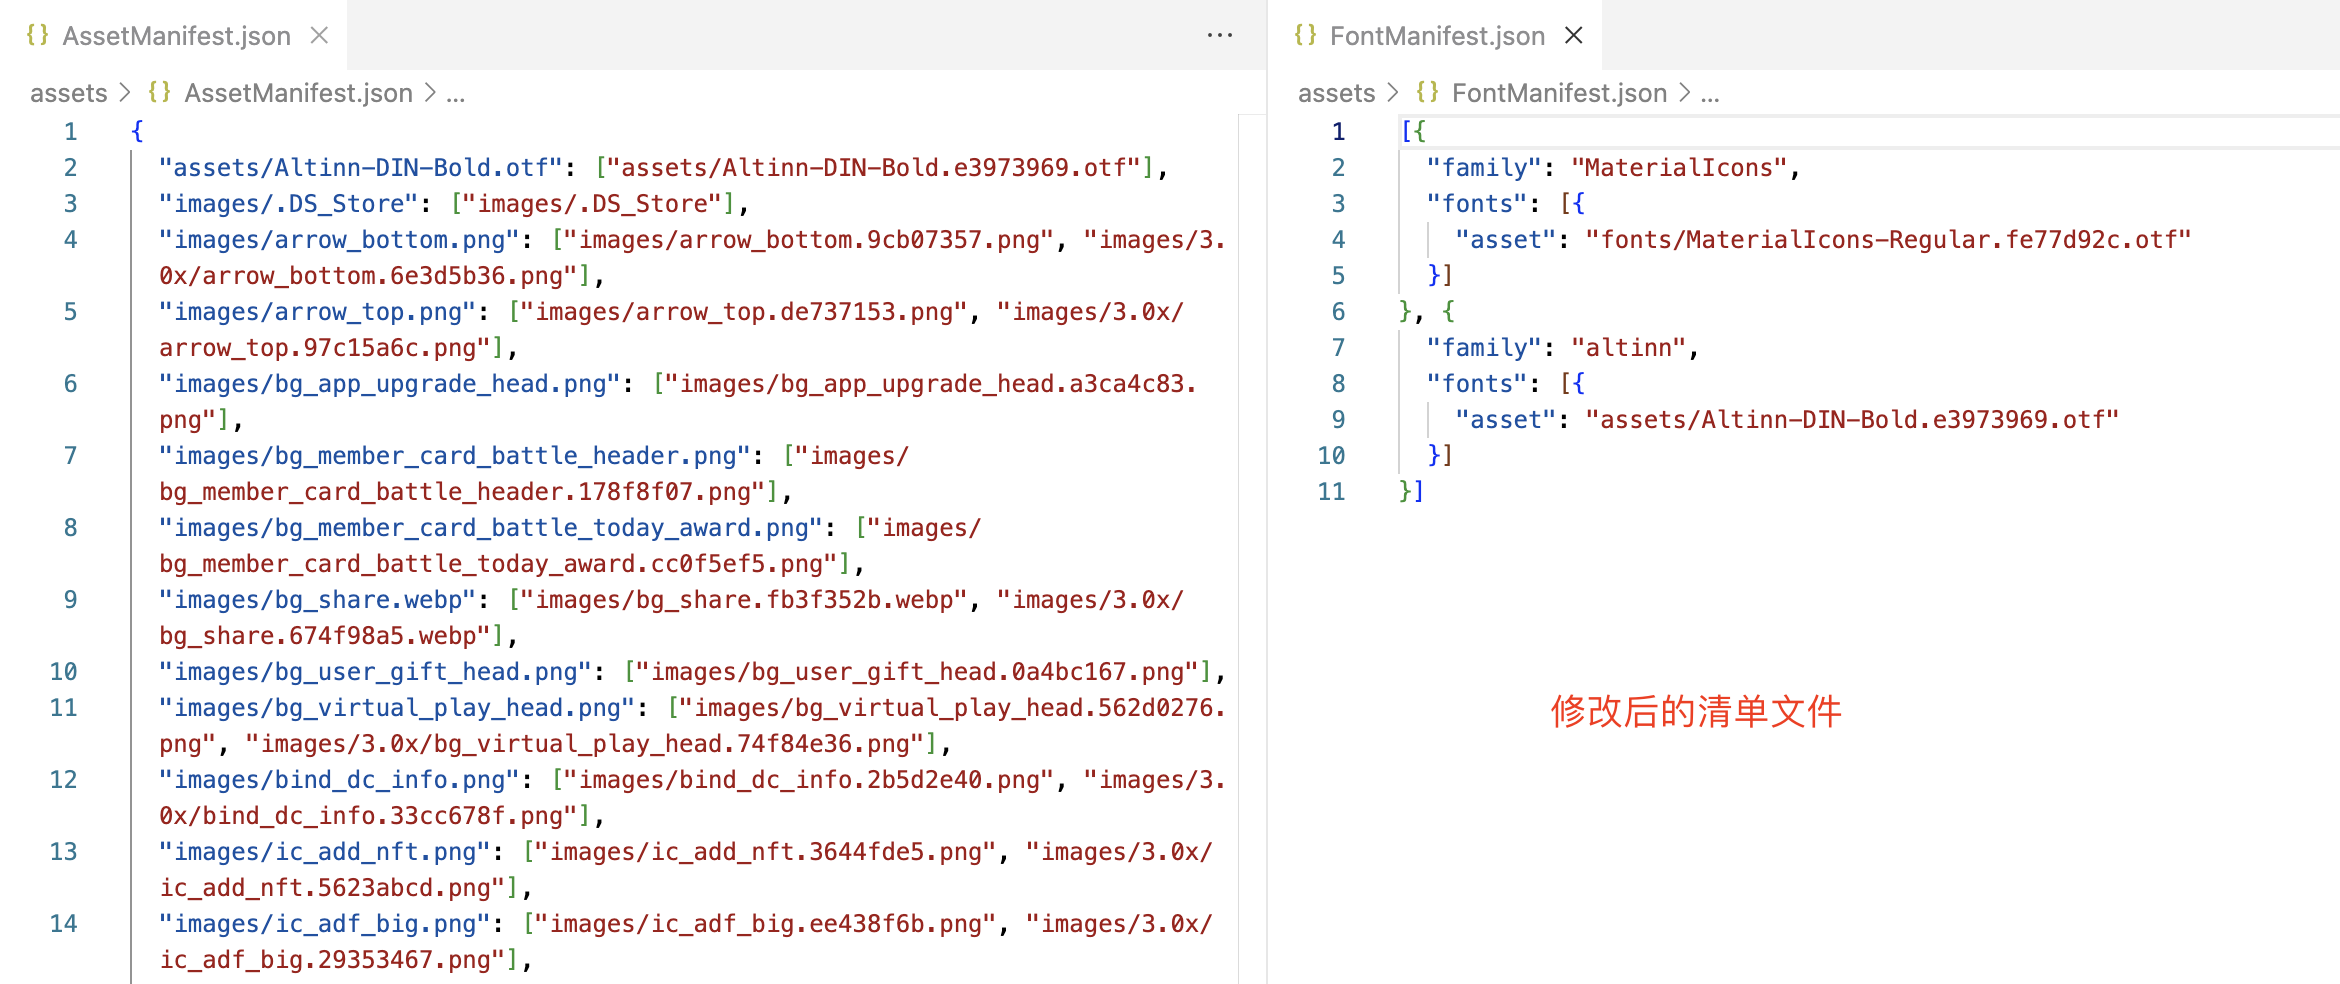 {} AssetManifest.json ×
...
assets > {} AssetManifest.json > ...
1 {
2 "assets/Altinn-DIN-Bold.otf": ["assets/Altinn-DIN-Bold.e3973969.otf"],
3 "images/.DS_Store": ["images/.DS_Store"],
4 "images/arrow_bottom.png": ["images/arrow_bottom.9cb07357.png", "images/3.
0x/arrow_bottom.6e3d5b36.png"],
5 "images/arrow_top.png": ["images/arrow_top.de737153.png", "images/3.0x/
arrow_top.97c15a6c.png"],
6 "images/bg_app_upgrade_head.png": ["images/bg_app_upgrade_head.a3ca4c83.
png"],
7 "images/bg_member_card_battle_header.png": ["images/
bg_member_card_battle_header.178f8f07.png"],
8 "images/bg_member_card_battle_today_award.png": ["images/
bg_member_card_battle_today_award.cc0f5ef5.png"],
9 "images/bg_share.webp": ["images/bg_share.fb3f352b.webp", "images/3.0x/
bg_share.674f98a5.webp"],
10 "images/bg_user_gift_head.png": ["images/bg_user_gift_head.0a4bc167.png"],
11 "images/bg_virtual_play_head.png": ["images/bg_virtual_play_head.562d0276.
png", "images/3.0x/bg_virtual_play_head.74f84e36.png"],
12 "images/bind_dc_info.png": ["images/bind_dc_info.2b5d2e40.png", "images/3.
0x/bind_dc_info.33cc678f.png"],
13 "images/ic_add_nft.png": ["images/ic_add_nft.3644fde5.png", "images/3.0x/
ic_add_nft.5623abcd.png"],
14 "images/ic_adf_big.png": ["images/ic_adf_big.ee438f6b.png", "images/3.0x/
ic_adf_big.29353467.png"],
{} FontManifest.json ×
assets > {} FontManifest.json > ...
1 [{
2 "family": "MaterialIcons",
3 "fonts": [{
4 "asset": "fonts/MaterialIcons-Regular.fe77d92c.otf"
5 }]
6 }, {
7 "family": "altinn",
8 "fonts": [{
9 "asset": "assets/Altinn-DIN-Bold.e3973969.otf"
10 }]
11 }]
修改后的清单文件